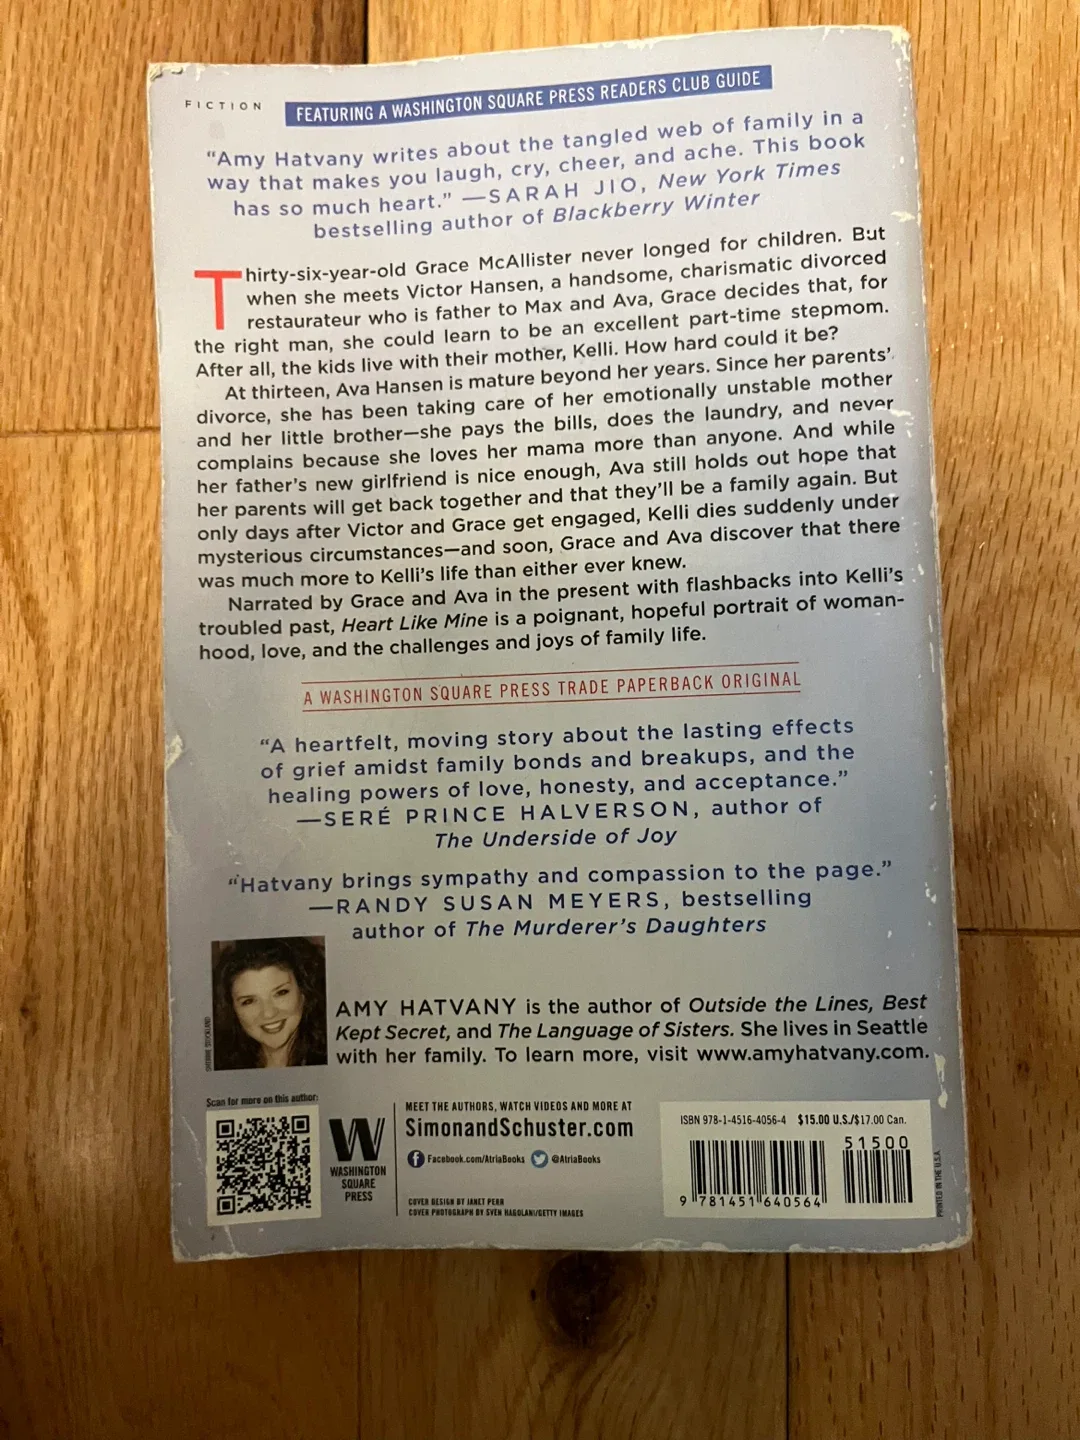 FICTION
FEATURING A WASHINGTON SQUARE PRESS READERS CLUB GUIDE
“Amy Hatvany writes about the tangled web of family in a
way that makes you laugh, cry, cheer, and ache. This book
has so much heart.” —SARAH JIO, New York Times
bestselling author of Blackberry Winter
Thirty-six-year-old Grace McAllister never longed for children. But
when she meets Victor Hansen, a handsome, charismatic divorced
restaurateur who is father to Max and Ava, Grace decides that, for
the right man, she could learn to be an excellent part-time stepmom.
After all, the kids live with their mother, Kelli. How hard could it be?
At thirteen, Ava Hansen is mature beyond her years. Since her parents’
divorce, she has been taking care of her emotionally unstable mother
and her little brother—she pays the bills, does the laundry, and never
complains because she loves her mama more than anyone. And while
her father’s new girlfriend is nice enough, Ava still holds out hope that
her parents will get back together and that they’ll be a family again. But
only days after Victor and Grace get engaged, Kelli dies suddenly under
mysterious circumstances—and soon, Grace and Ava discover that there
was much more to Kelli’s life than either ever knew.
Narrated by Grace and Ava in the present with flashbacks into Kelli’s
troubled past, Heart Like Mine is a poignant, hopeful portrait of woman-
hood, love, and the challenges and joys of family life.
A WASHINGTON SQUARE PRESS TRADE PAPERBACK ORIGINAL
“A heartfelt, moving story about the lasting effects
of grief amidst family bonds and breakups, and the
healing powers of love, honesty, and acceptance.”
—SERÉ PRINCE HALVERSON, author of
The Underside of Joy
“Hatvany brings sympathy and compassion to the page.”
—RANDY SUSAN MEYERS, bestselling
author of The Murderer’s Daughters
AMY HATVANY is the author of Outside the Lines, Best
Kept Secret, and The Language of Sisters. She lives in Seattle
with her family. To learn more, visit www.amyhatvany.com.
Scan for more on this author:
W
WASHINGTON
SQUARE
PRESS
MEET THE AUTHORS, WATCH VIDEOS AND MORE AT
SimonandSchuster.com
Facebook.com/AtriaBooks @AtriaBooks
COVER DESIGN BY JANET PERR
COVER PHOTOGRAPH BY SVEN HAGOLANI/GETTY IMAGES
ISBN 978-1-4516-4056-4 $15.00 U.S./$17.00 Can.
51500
9 781451 640564
PRINTED IN THE U.S.A.